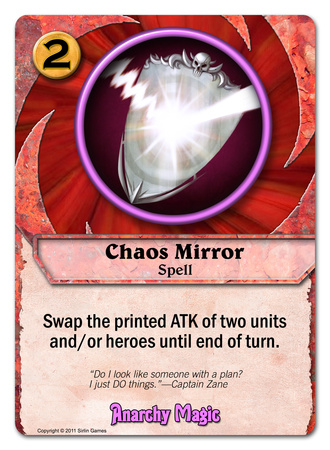 2
Chaos Mirror
Spell
Swap the printed ATK of two units
and/or heroes until end of turn.
“Do I look like someone with a plan?
I just DO things.”—Captain Zane
Anarchy Magic
Copyright © 2011 Sirlin Games